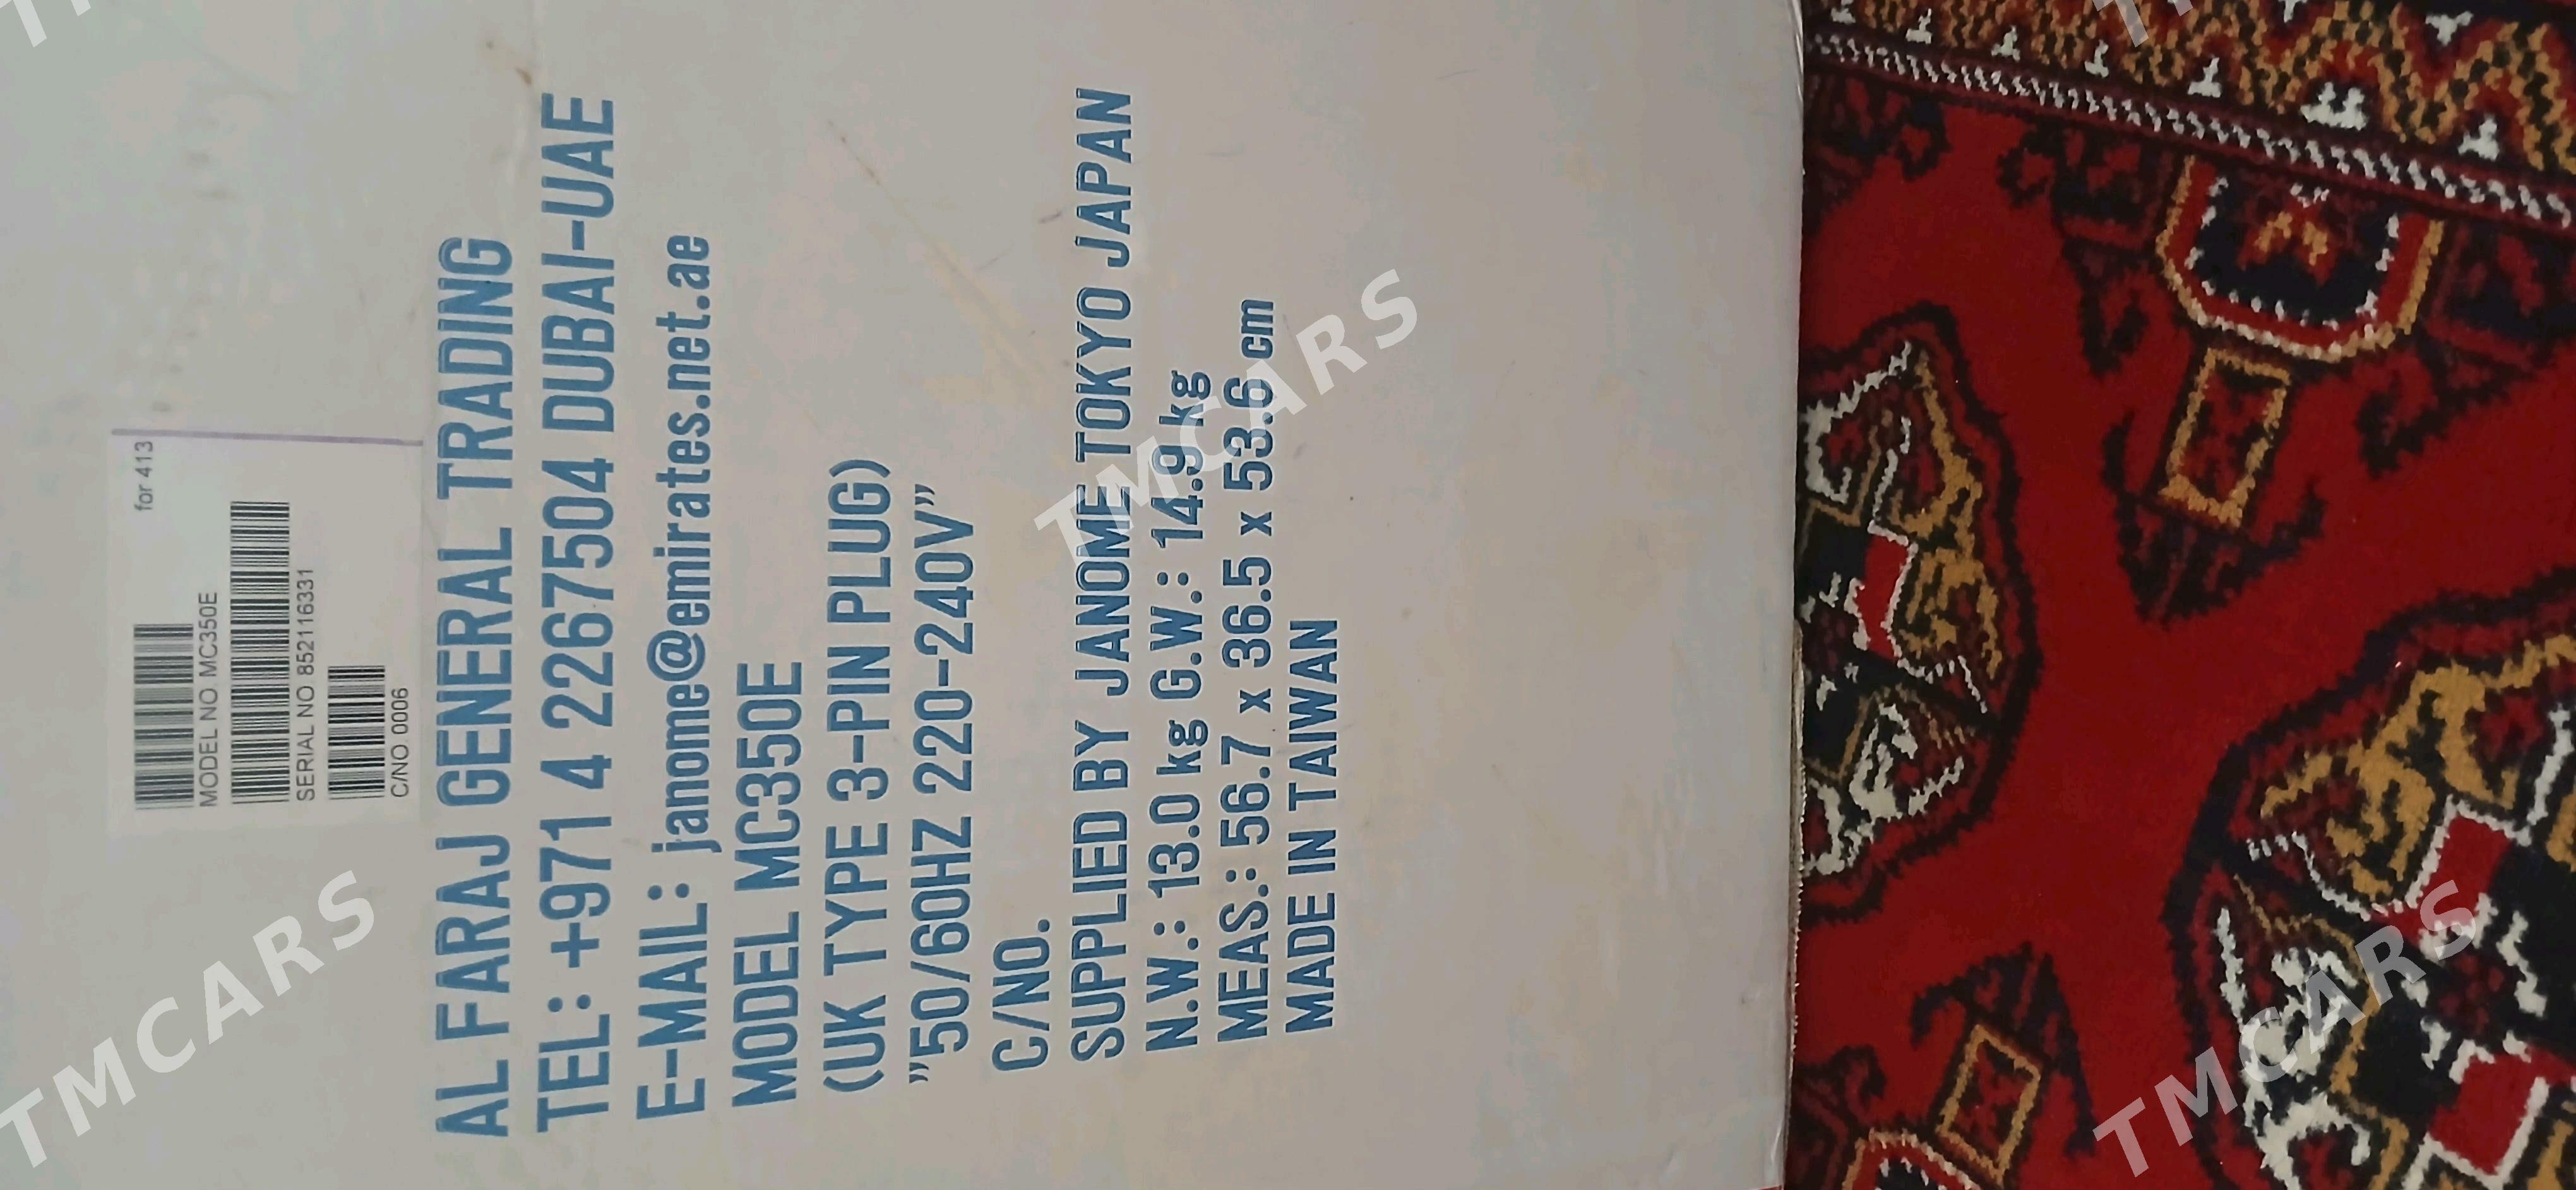 for 413
MODEL NO MC350E
SERIAL NO 852116331
C/NO 0006
AL FARAJ GENERAL TRADING
TEL: +971 4 2267504 DUBAI-UAE
E-MAIL: janome@emirates.net.ae
MODEL MC350E
(UK TYPE 3-PIN PLUG)
"50/60HZ 220-240V"
C/NO.
SUPPLIED BY JANOME TOKYO JAPAN
N.W.: 13.0 kg G.W.: 14.9 kg
MEAS.: 56.7 x 36.5 x 53.6 cm
MADE IN TAIWAN
TMCARS
TMCARS
TMCARS